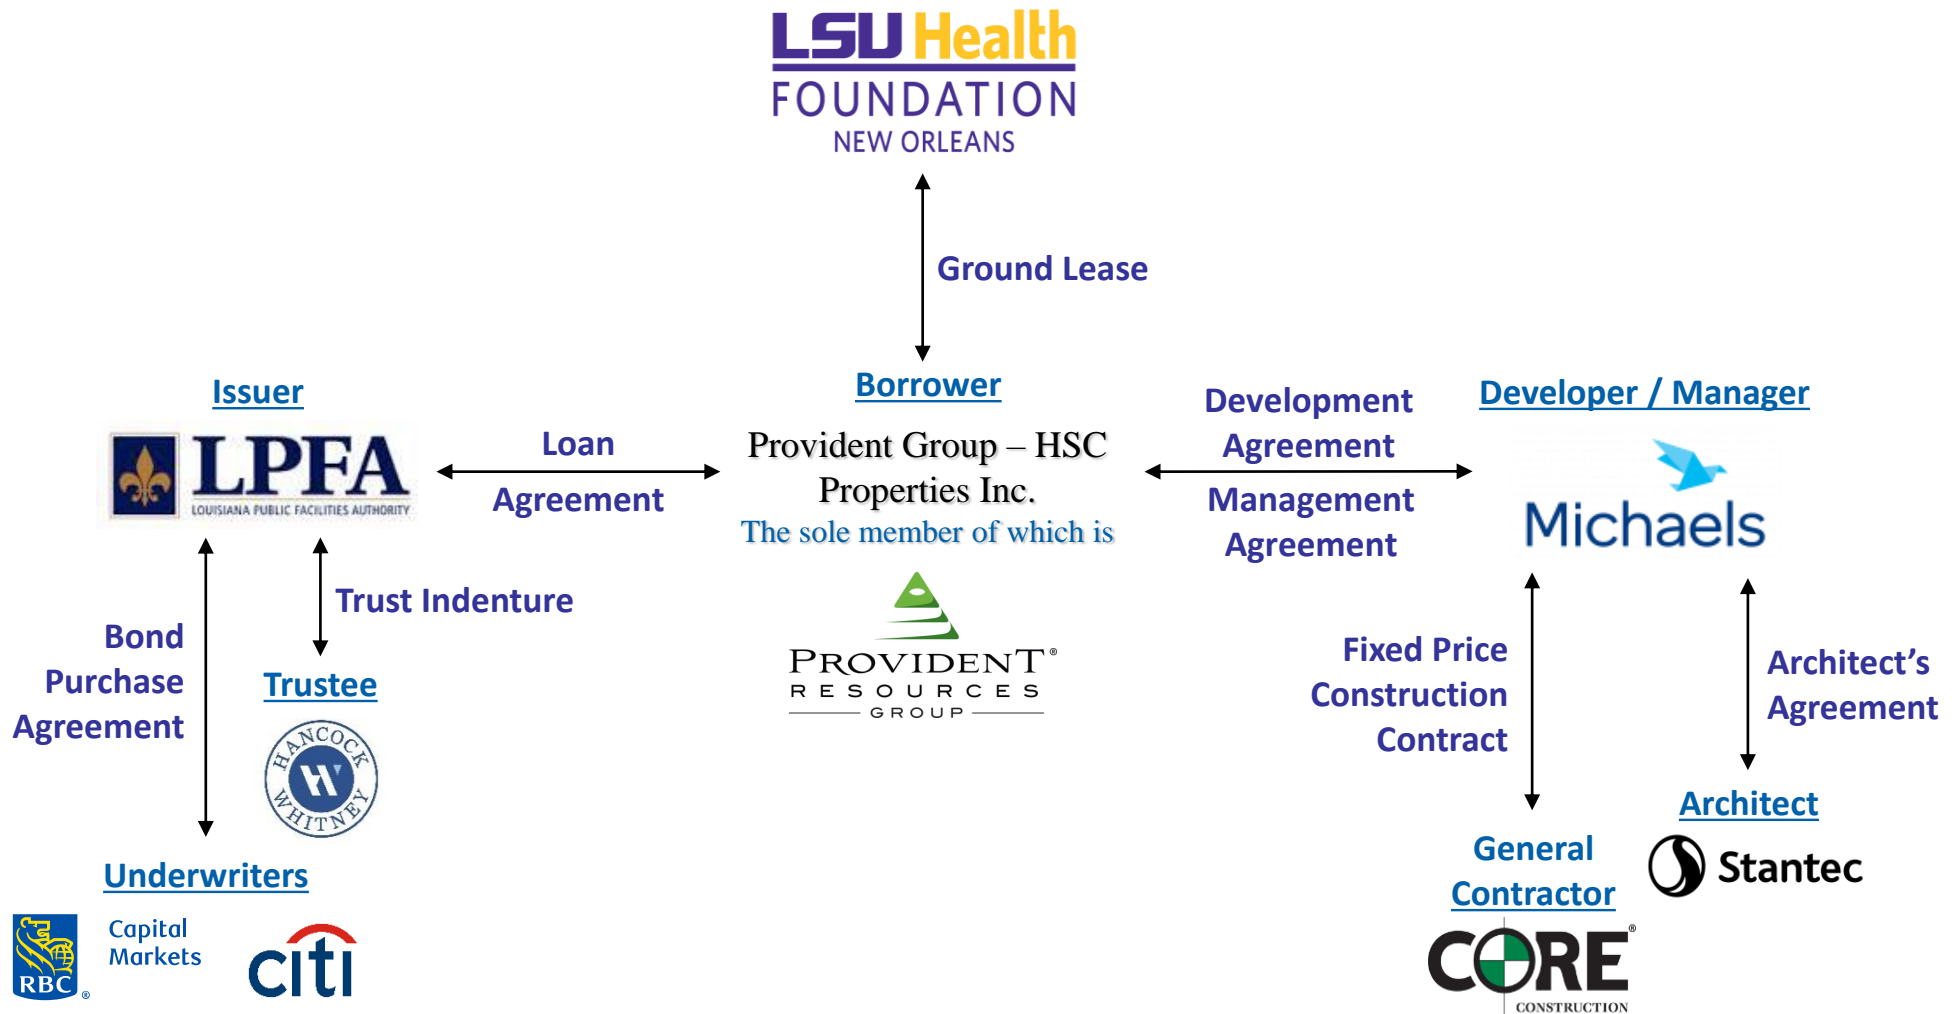 LSU Health
FOUNDATION
NEW ORLEANS
Ground Lease
Issuer
LPFA
LOUISIANA PUBLIC FACILITIES AUTHORITY
Loan
Agreement
Borrower
Provident Group – HSC
Properties Inc.
The sole member of which is
PROVIDENT®
RESOURCES
GROUP
Development
Agreement
Management
Agreement
Developer / Manager
Michaels
Bond
Purchase
Agreement
Trust Indenture
Trustee
HANCOCK
WHITNEY
Underwriters
RBC®
Capital
Markets
citi
Fixed Price
Construction
Contract
Architect’s
Agreement
General
Contractor
CORE®
CONSTRUCTION
Architect
Stantec